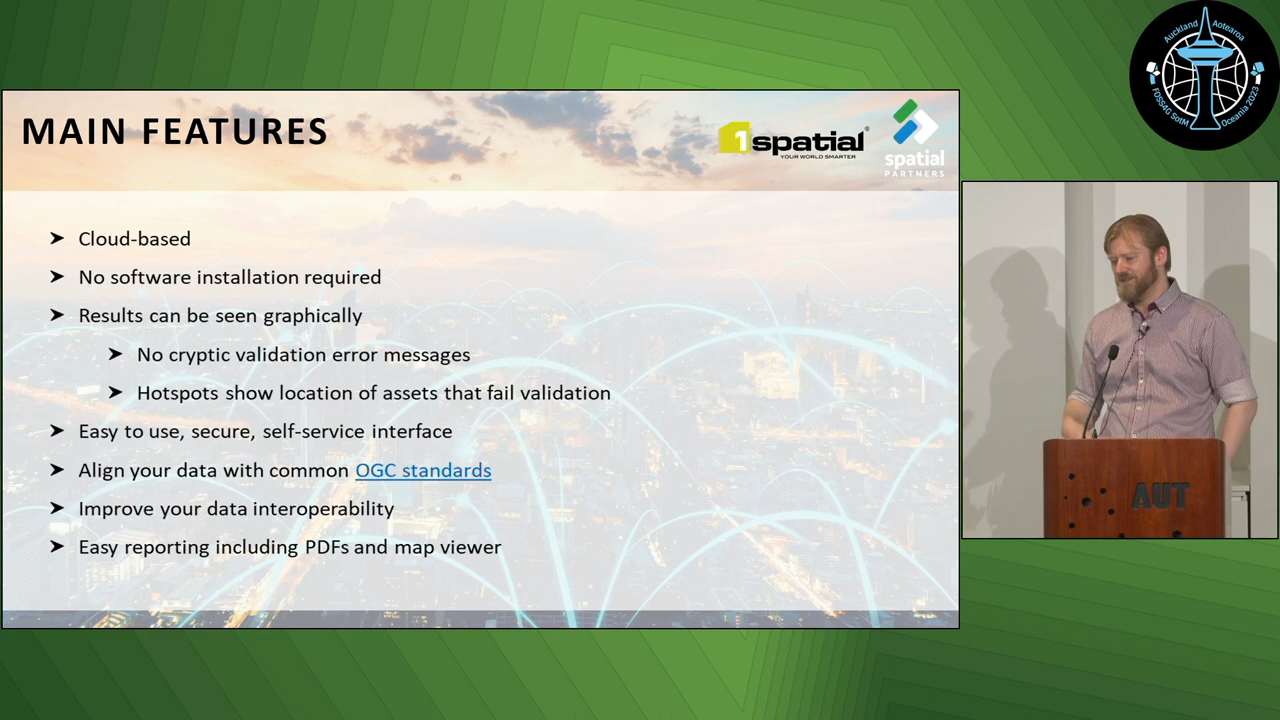 MAIN FEATURES
1spatial®
YOUR WORLD SMARTER
spatial
PARTNERS
➤ Cloud-based
➤ No software installation required
➤ Results can be seen graphically
➤ No cryptic validation error messages
➤ Hotspots show location of assets that fail validation
➤ Easy to use, secure, self-service interface
➤ Align your data with common OGC standards
➤ Improve your data interoperability
➤ Easy reporting including PDFs and map viewer
Auckland Aotearoa
FOSS4G SotM Oceania 2023
AUT